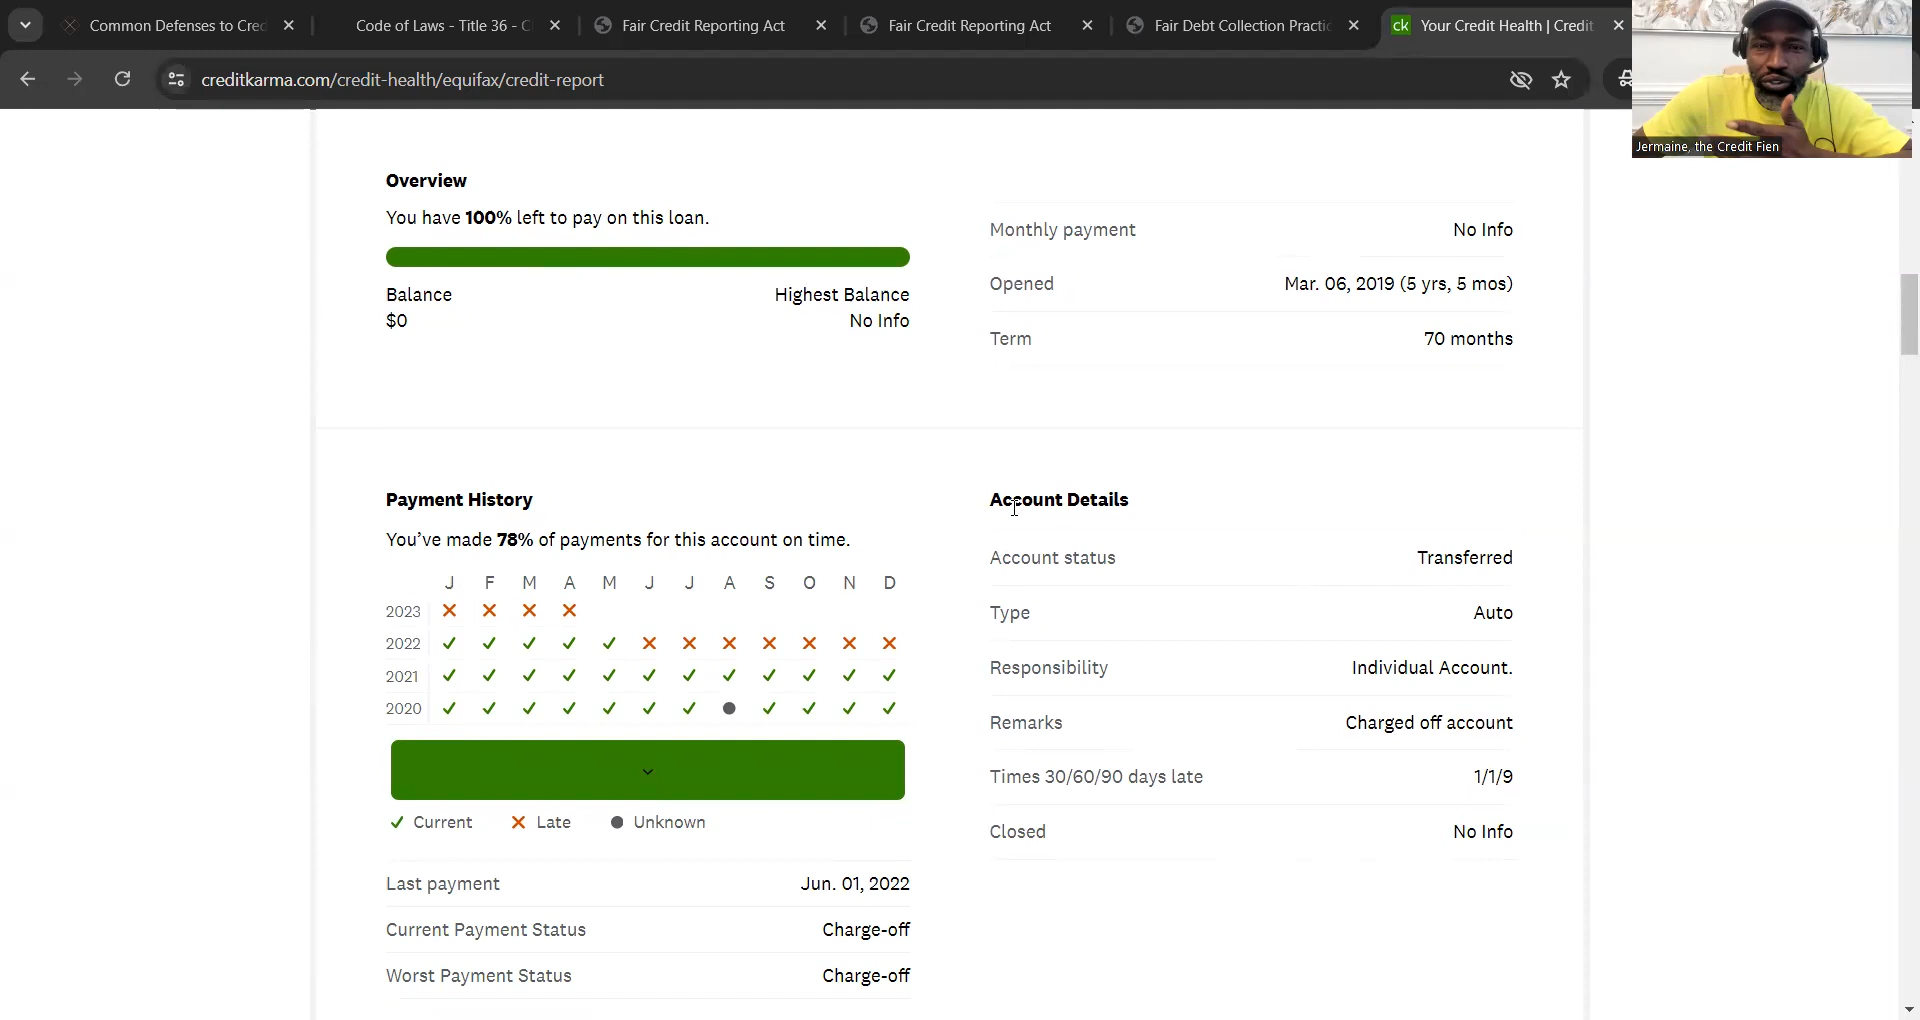 Common Defenses to Cred
Code of Laws - Title 36 - C
Fair Credit Reporting Act
Fair Credit Reporting Act
Fair Debt Collection Practic
ck Your Credit Health | Credit
creditkarma.com/credit-health/equifax/credit-report
Jermaine, the Credit Fien
Overview
You have 100% left to pay on this loan.
Balance Highest Balance
$0 No Info
Monthly payment No Info
Opened Mar. 06, 2019 (5 yrs, 5 mos)
Term 70 months
Payment History
You've made 78% of payments for this account on time.
J F M A M J J A S O N D
2023
2022
2021
2020
Current Late Unknown
Last payment Jun. 01, 2022
Current Payment Status Charge-off
Worst Payment Status Charge-off
Account Details
Account status Transferred
Type Auto
Responsibility Individual Account.
Remarks Charged off account
Times 30/60/90 days late 1/1/9
Closed No Info